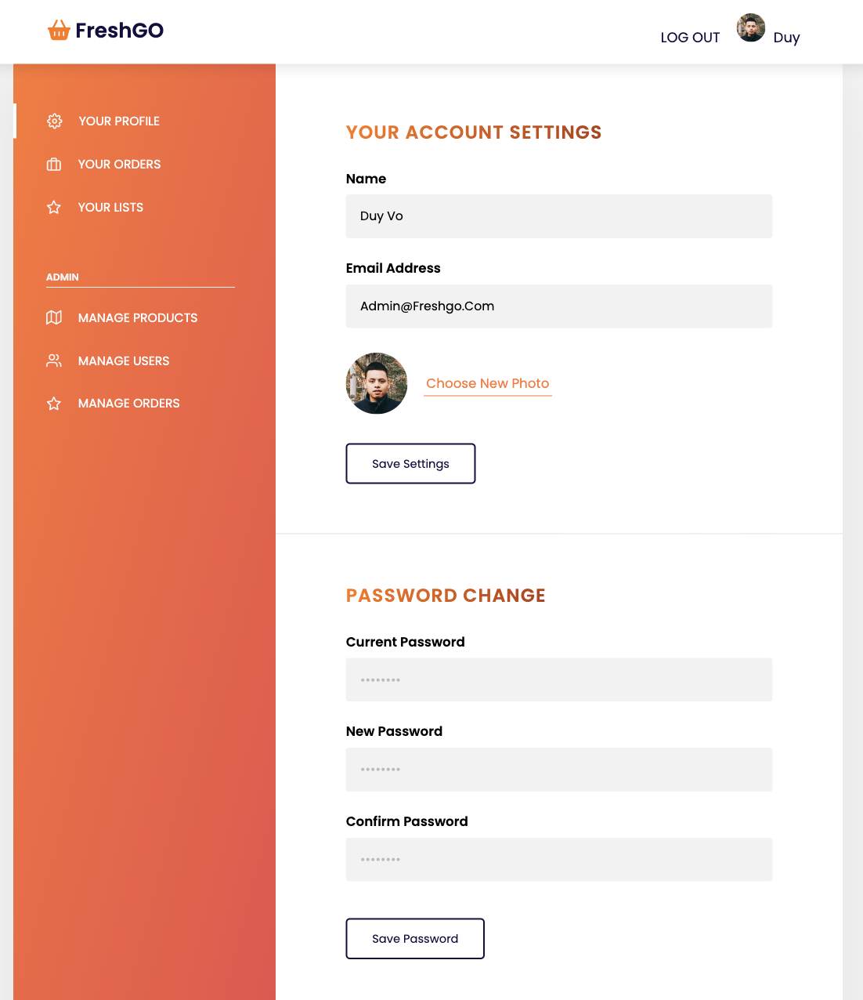 FreshGO
LOG OUT
Duy
YOUR PROFILE
YOUR ORDERS
YOUR LISTS
ADMIN
MANAGE PRODUCTS
MANAGE USERS
MANAGE ORDERS
YOUR ACCOUNT SETTINGS
Name
Duy Vo
Email Address
Admin@Freshgo.Com
Choose New Photo
Save Settings
PASSWORD CHANGE
Current Password
••••••••
New Password
••••••••
Confirm Password
••••••••
Save Password